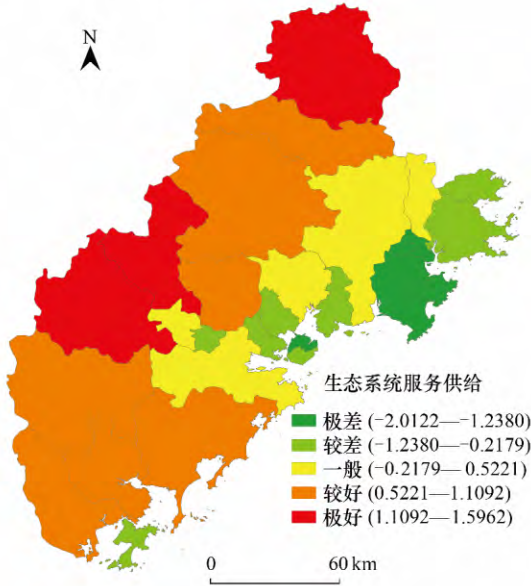 N
生态系统服务供给
极差 (-2.0122—-1.2380)
较差 (-1.2380—-0.2179)
一般 (-0.2179—0.5221)
较好 (0.5221—1.1092)
极好 (1.1092—1.5962)
0 60 km